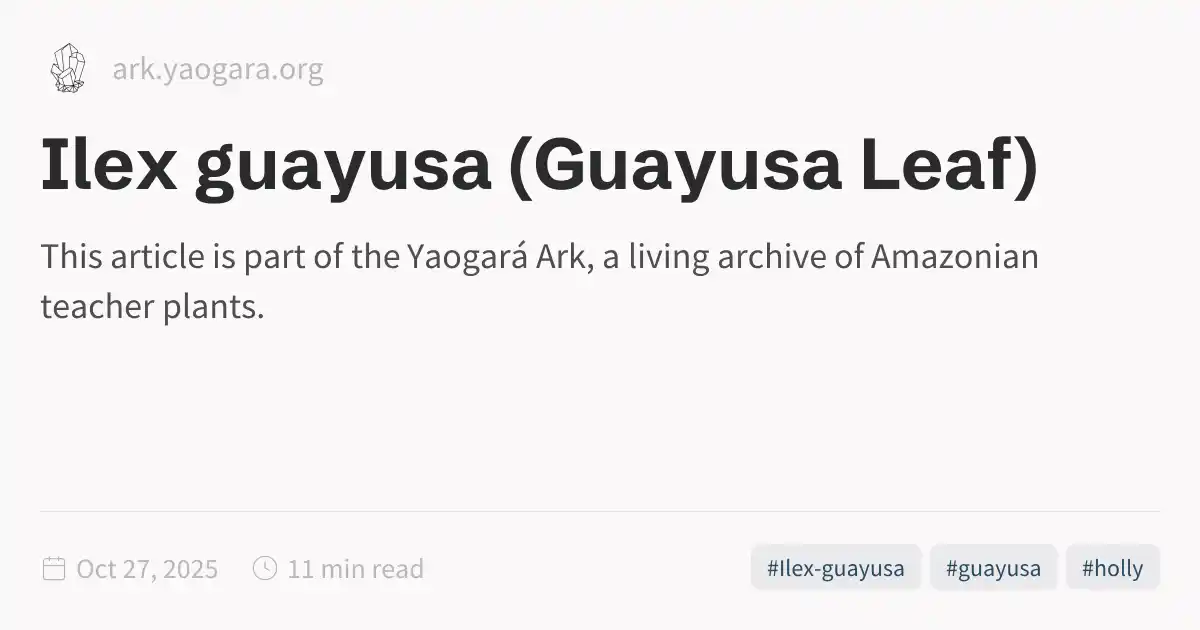 ark.yaogara.org
Ilex guayusa (Guayusa Leaf)
This article is part of the Yaogará Ark, a living archive of Amazonian
teacher plants.
Oct 27, 2025
11 min read
#Ilex-guayusa
#guayusa
#holly